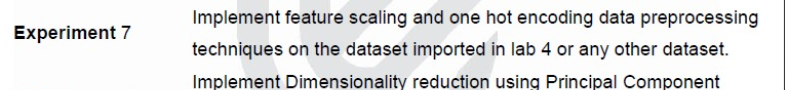 Implement feature scaling and one hot encoding data preprocessing
Experiment 7
techniques on the dataset imported in lab 4 or any other dataset.
Implement Dimensionality reduction using Principal Component